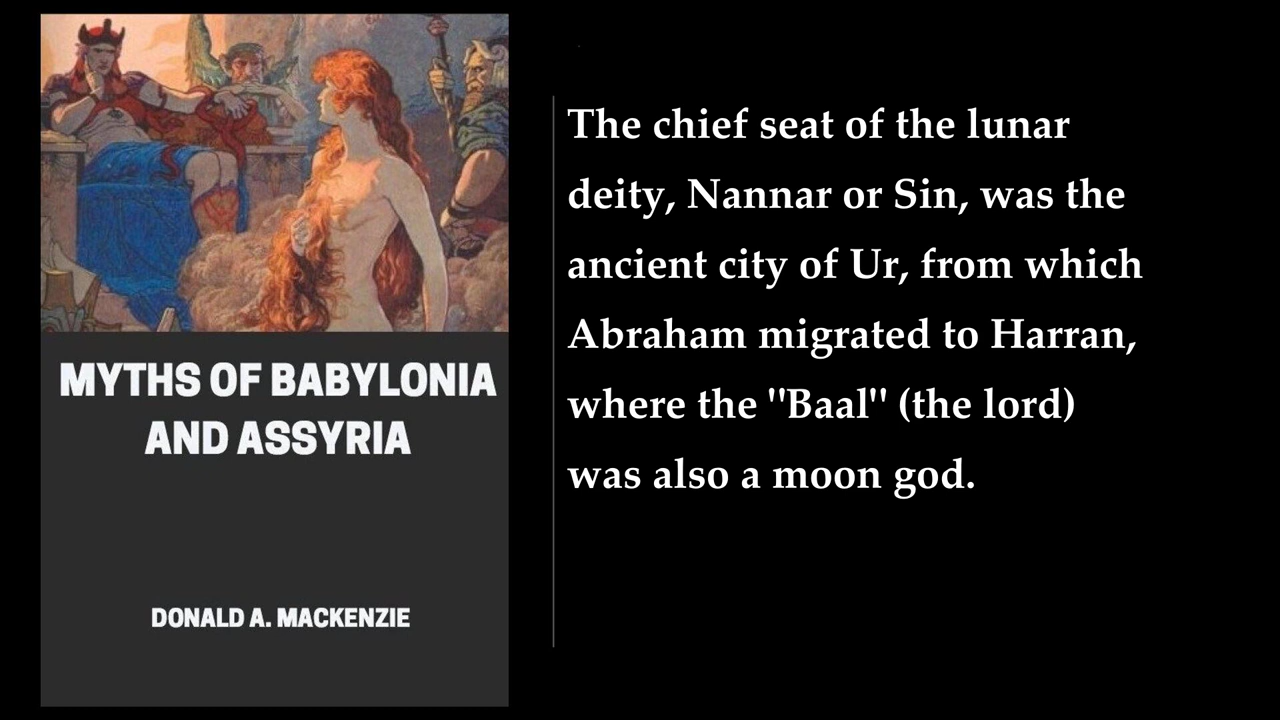 MYTHS OF BABYLONIA
AND ASSYRIA
DONALD A. MACKENZIE
The chief seat of the lunar
deity, Nannar or Sin, was the
ancient city of Ur, from which
Abraham migrated to Harran,
where the "Baal" (the lord)
was also a moon god.